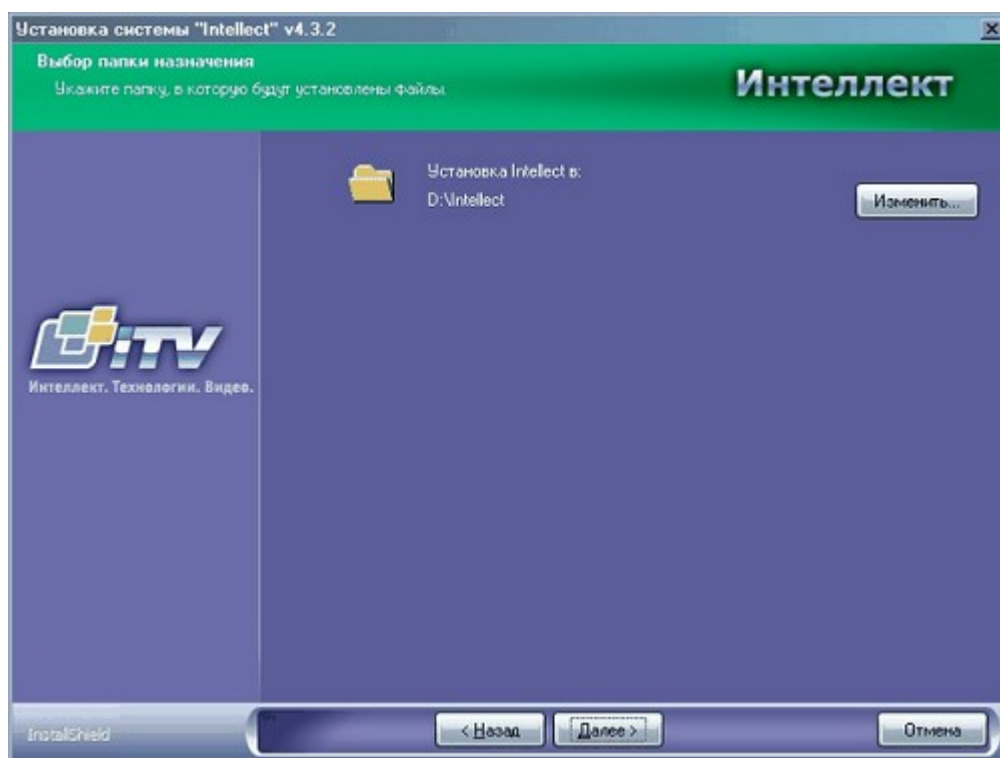 Установка системы "Intellect" v4.3.2
Выбор папки назначения
Укажите папку, в которую будут установлены файлы.
Интеллект
Установка Intellect в:
D:\Intellect
Изменить...
iTV
Интеллект. Технологии. Видео.
InstallShield
< Назад
Далее >
Отмена